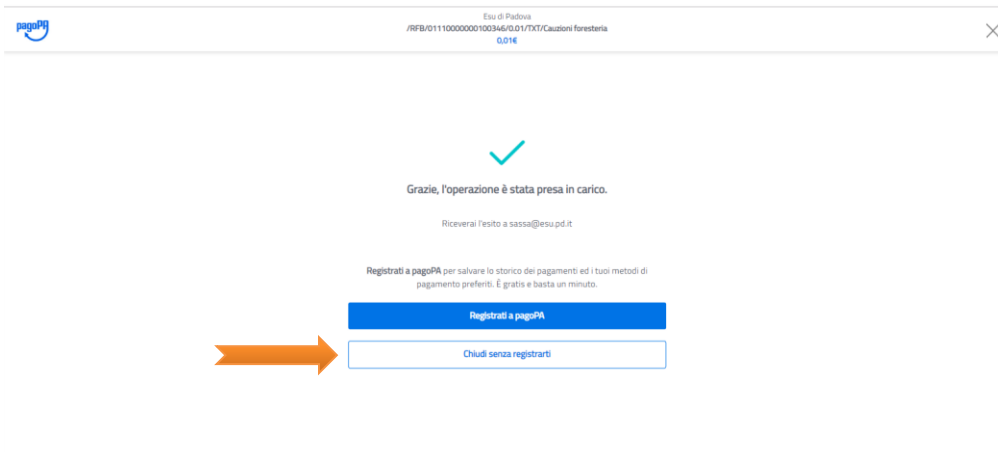 pagoPA
Esu di Padova
/RFB/01110000000100346/0.01/TXT/Cauzioni foresteria
0,01€
Grazie, l'operazione è stata presa in carico.
Riceverai l'esito a sassa@esu.pd.it
Registrati a pagoPA per salvare lo storico dei pagamenti ed i tuoi metodi di
pagamento preferiti. È gratis e basta un minuto.
Registrati a pagoPA
Chiudi senza registrarti